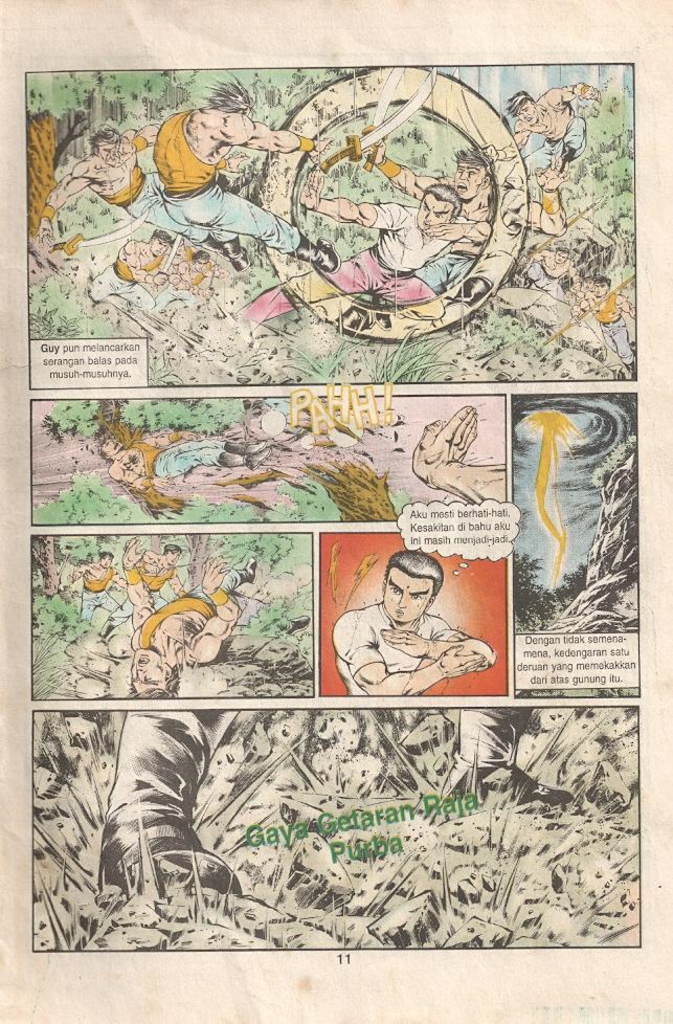 Guy pun melancarkan
serangan balas pada
musuh-musuhnya.
PAHH!
Aku mesti berhati-hati.
Kesakitan di bahu aku
ini masih menjadi-jadi.
Dengan tidak semena-
mena, kedengaran satu
deruan yang memekakkan
dari atas gunung itu.
Gaya Getaran Raja
Purba
11